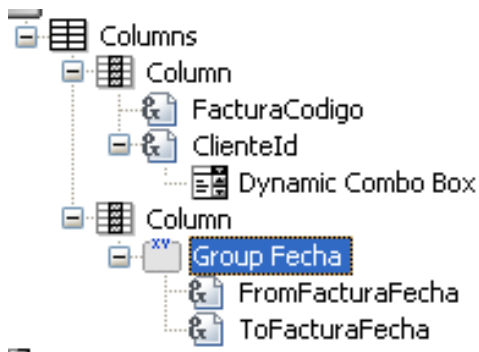 Columns
Column
FacturaCodigo
ClienteId
Dynamic Combo Box
Column
Group Fecha
FromFacturaFecha
ToFacturaFecha